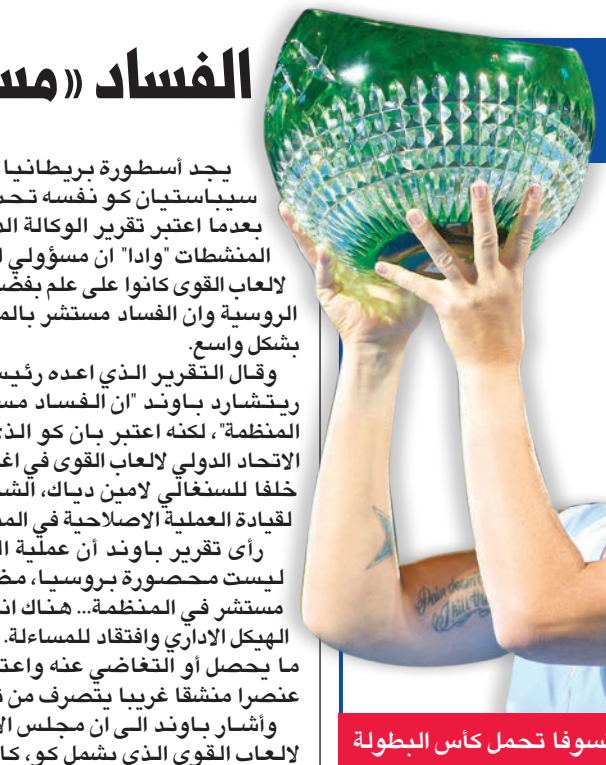 الفساد «مس
يجد أسطورة بريطانيا
سيباستيان كو نفسه تحت
بعدما اعتبر تقرير الوكالة الد
المنشطات "وادا" ان مسؤولي ا
لالعاب القوى كانوا على علم بفض
الروسية وان الفساد مستشر بالم
بشكل واسع.
وقال التقرير الذي اعده رئيس
ريتشارد باوند "ان الفساد مس
المنظمة"، لكنه اعتبر بان كو الذ
الاتحاد الدولي لالعاب القوى في اغ
خلفا للسنغالي لامين دياك، الش
لقيادة العملية الاصلاحية في الم
رأى تقرير باوند أن عملية ال
ليست محصورة بروسيا، مض
مستشر في المنظمة... هناك ان
الهيكل الاداري وافتقاد للمساءلة.
ما يحصل أو التغاضي عنه واعت
عنصرا منشقا غريبا يتصرف من
وأشار باوند الى ان مجلس الا
لالعاب القوى الذي يشمل كو، كا
سوفا تحمل كأس البطولة